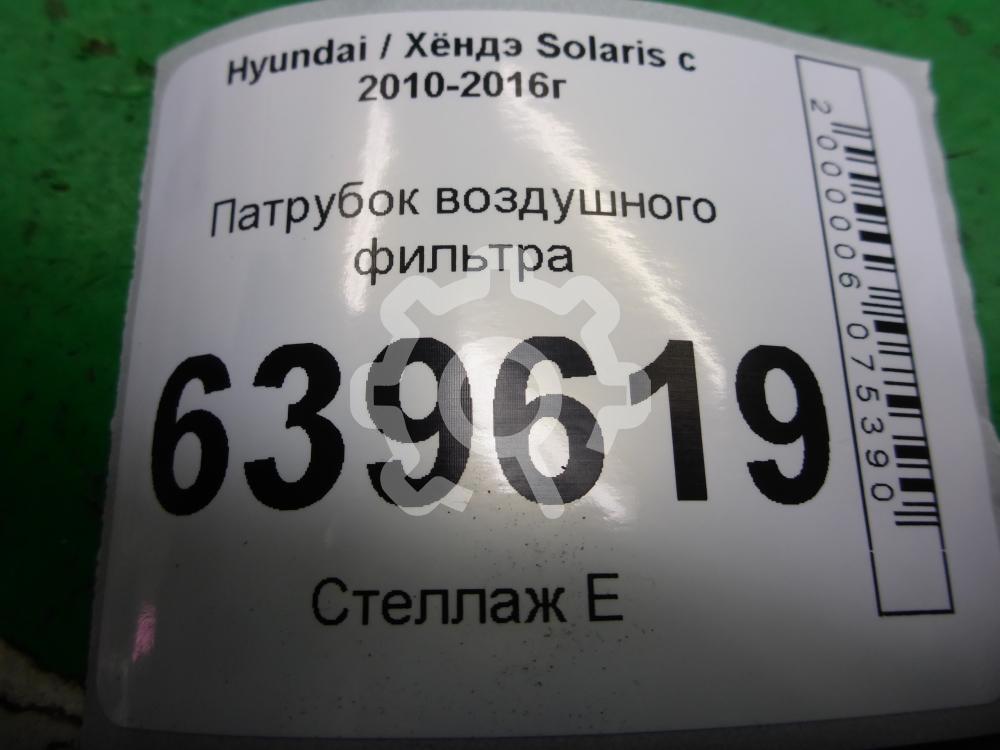 Hyundai / Хёндэ Solaris с
2010-2016г
Патрубок воздушного
фильтра
639619
Стеллаж Е
2000006075390